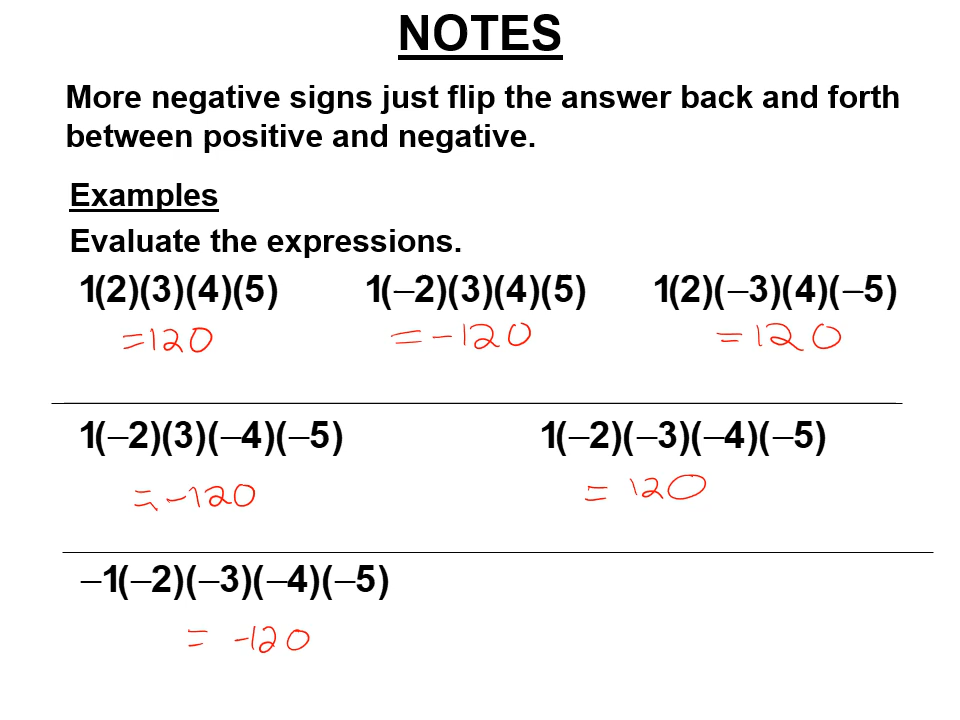 NOTES
More negative signs just flip the answer back and forth
between positive and negative.
Examples
Evaluate the expressions.
1(2)(3)(4)(5) 1(–2)(3)(4)(5) 1(2)(–3)(4)(–5)
=120 = -120 = 120
1(–2)(3)(–4)(–5) 1(–2)(–3)(–4)(–5)
= -120 = 120
–1(–2)(–3)(–4)(–5)
= -120